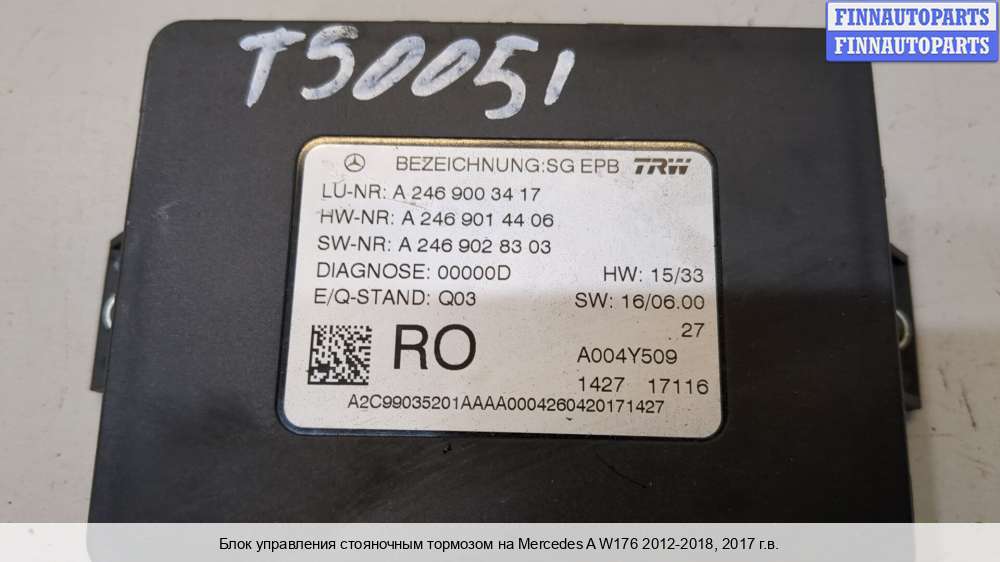 FINNAUTOPARTS
FINNAUTOPARTS
T50051
BEZEICHNUNG:SG EPB TRW
LÜ-NR: A 246 900 34 17
HW-NR: A 246 901 44 06
SW-NR: A 246 902 83 03
DIAGNOSE: 00000D HW: 15/33
E/Q-STAND: Q03 SW: 16/06.00
27
RO A004Y509
1427 17116
A2C99035201AAAA0004260420171427
Блок управления стояночным тормозом на Mercedes A W176 2012-2018, 2017 г.в.